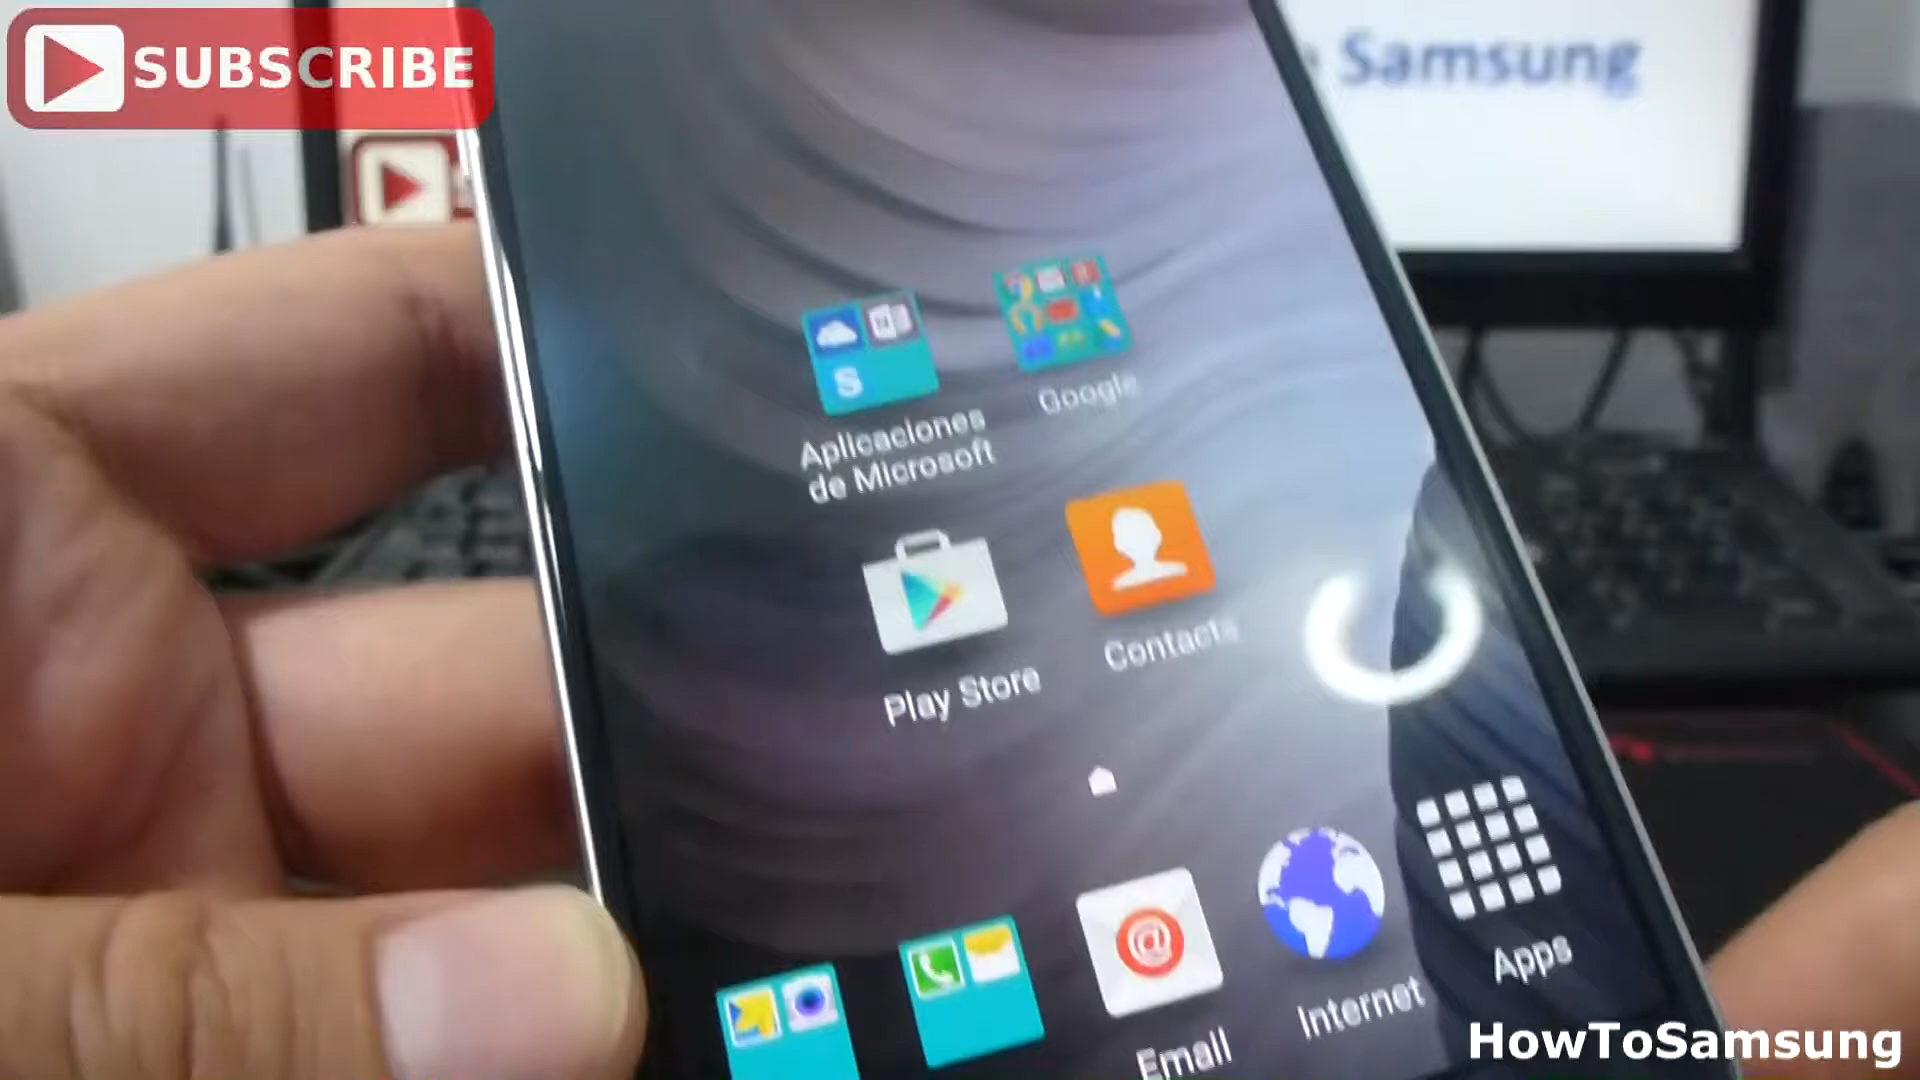 SUBSCRIBE
Samsung
Google
Aplicaciones
de Microsoft
S
Contacts
Play Store
Apps
Internet
Email
HowToSamsung